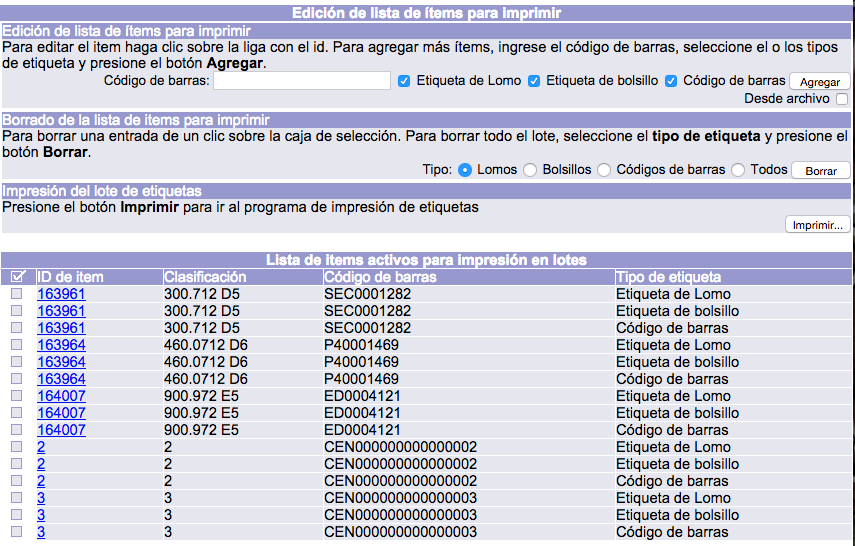 Edición de lista de ítems para imprimir
Edición de lista de ítems para imprimir
Para editar el item haga clic sobre la liga con el id. Para agregar más ítems, ingrese el código de barras, seleccione el o los tipos
de etiqueta y presione el botón Agregar.
Código de barras: Etiqueta de Lomo Etiqueta de bolsillo Código de barras Agregar
Desde archivo
Borrado de la lista de items para imprimir
Para borrar una entrada de un clic sobre la caja de selección. Para borrar todo el lote, seleccione el tipo de etiqueta y presione el
botón Borrar.
Tipo: Lomos Bolsillos Códigos de barras Todos Borrar
Impresión del lote de etiquetas
Presione el botón Imprimir para ir al programa de impresión de etiquetas
Imprimir...
Lista de items activos para impresión en lotes
ID de item Clasificación Código de barras Tipo de etiqueta
163961 300.712 D5 SEC0001282 Etiqueta de Lomo
163961 300.712 D5 SEC0001282 Etiqueta de bolsillo
163961 300.712 D5 SEC0001282 Código de barras
163964 460.0712 D6 P40001469 Etiqueta de Lomo
163964 460.0712 D6 P40001469 Etiqueta de bolsillo
163964 460.0712 D6 P40001469 Código de barras
164007 900.972 E5 ED0004121 Etiqueta de Lomo
164007 900.972 E5 ED0004121 Etiqueta de bolsillo
164007 900.972 E5 ED0004121 Código de barras
2 2 CEN000000000000002 Etiqueta de Lomo
2 2 CEN000000000000002 Etiqueta de bolsillo
2 2 CEN000000000000002 Código de barras
3 3 CEN000000000000003 Etiqueta de Lomo
3 3 CEN000000000000003 Etiqueta de bolsillo
3 3 CEN000000000000003 Código de barras